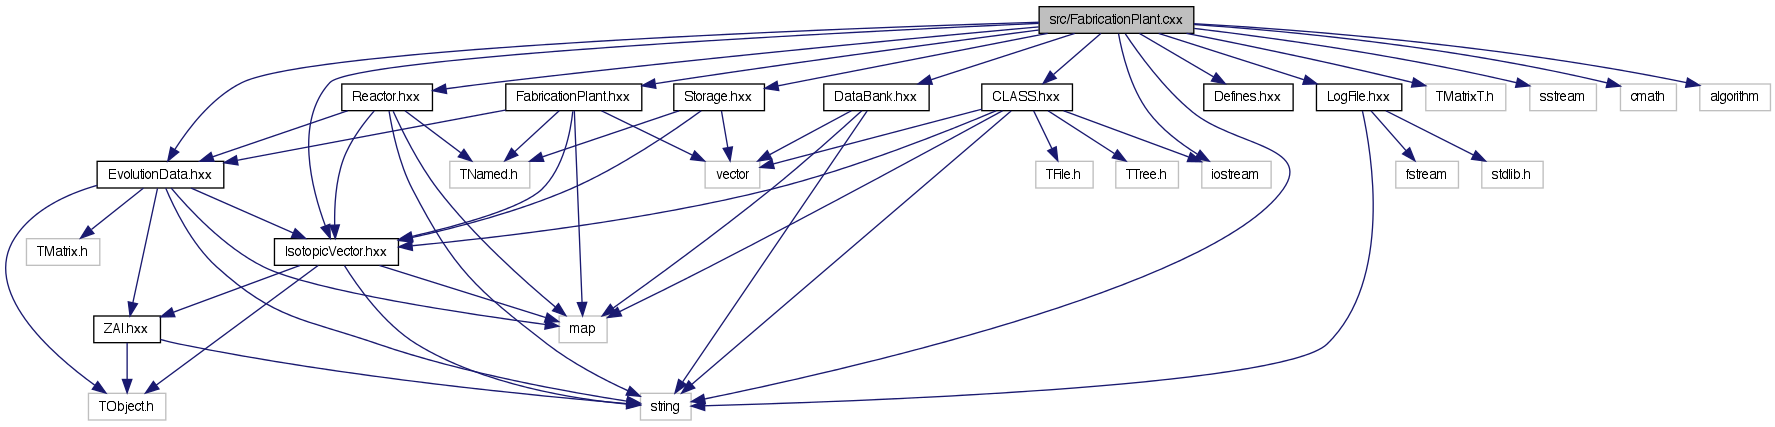 src/FabricationPlant.cxx
Reactor.hxx
FabricationPlant.hxx
Storage.hxx
DataBank.hxx
CLASS.hxx
Defines.hxx
LogFile.hxx
TMatrixT.h
sstream
cmath
algorithm
EvolutionData.hxx
TNamed.h
vector
TFile.h
TTree.h
iostream
fstream
stdlib.h
TMatrix.h
IsotopicVector.hxx
ZAI.hxx
map
TObject.h
string